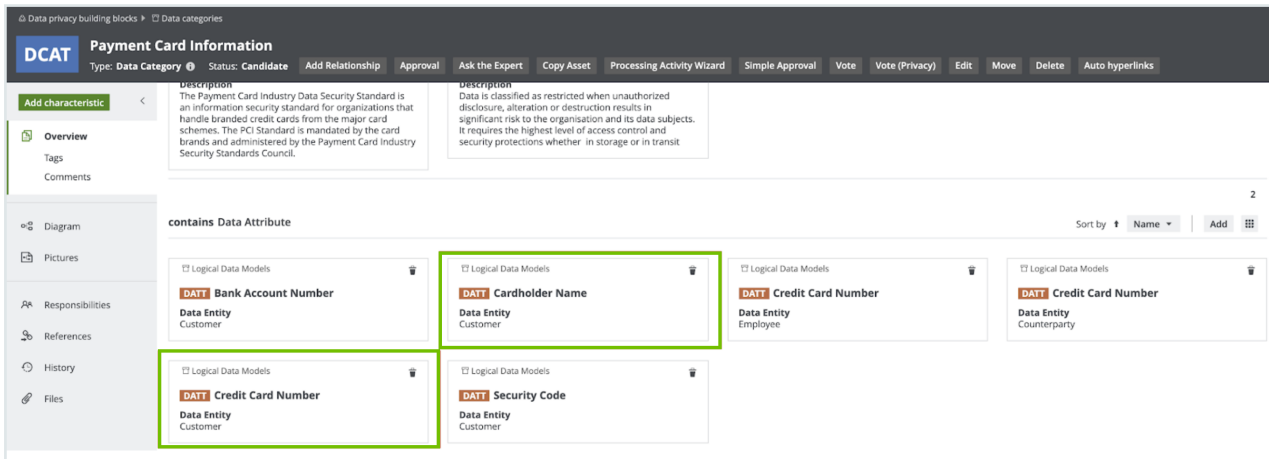 Data privacy building blocks Data categories
DCAT
Payment Card Information
Type: Data Category Status: Candidate Add Relationship Approval Ask the Expert Copy Asset Processing Activity Wizard Simple Approval Vote Vote (Privacy) Edit Move Delete Auto hyperlinks
Add characteristic
Overview
Tags
Comments
Diagram
Pictures
Responsibilities
References
History
Files
Description
The Payment Card Industry Data Security Standard is
an information security standard for organizations that
handle branded credit cards from the major card
schemes. The PCI Standard is mandated by the card
brands and administered by the Payment Card Industry
Security Standards Council.
Description
Data is classified as restricted when unauthorized
disclosure, alteration or destruction results in
significant risk to the organisation and its data subjects.
It requires the highest level of access control and
security protections whether in storage or in transit
2
contains Data Attribute
Sort by Name Add
Logical Data Models
DATT Bank Account Number
Data Entity
Customer
Logical Data Models
DATT Cardholder Name
Data Entity
Customer
Logical Data Models
DATT Credit Card Number
Data Entity
Employee
Logical Data Models
DATT Credit Card Number
Data Entity
Counterparty
Logical Data Models
DATT Credit Card Number
Data Entity
Customer
Logical Data Models
DATT Security Code
Data Entity
Customer